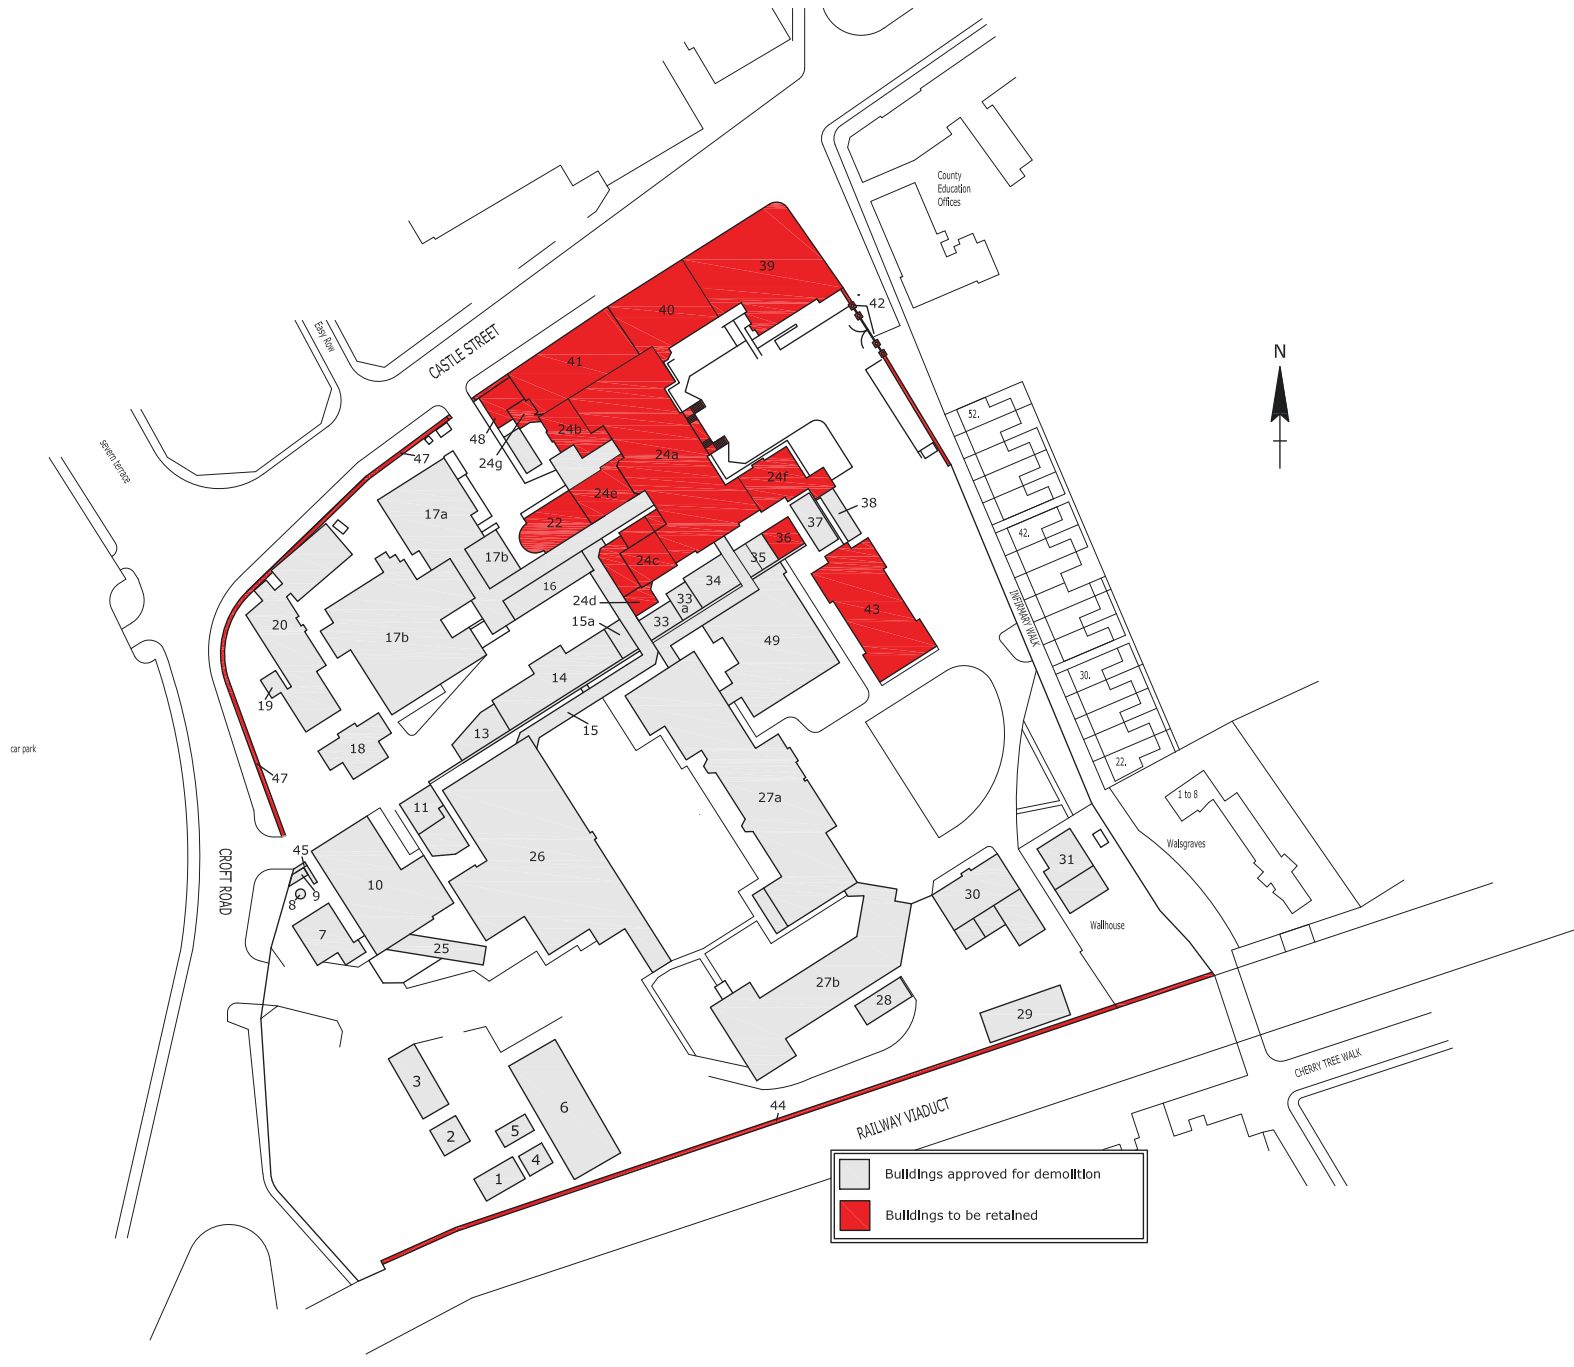 County
Education
Offices
39
42
40
Easy Row
CASTLE STREET
41
52.
severn terrace
48
24b
24g
47
24a
24f
24e
38
17a
22
37
42.
36
35
17b
24c
16
34
33
a
24d
43
INFIRMARY WALK
15a
33
20
17b
49
30.
14
19
13
15
18
car park
22.
47
27a
1 to 8
11
Walsgraves
45
26
31
CROFT ROAD
10
9
8
30
7
25
Wallhouse
27b
28
29
CHERRY TREE WALK
3
44
6
RAILWAY VIADUCT
5
2
4
1
N
Buildings approved for demolition
Buildings to be retained